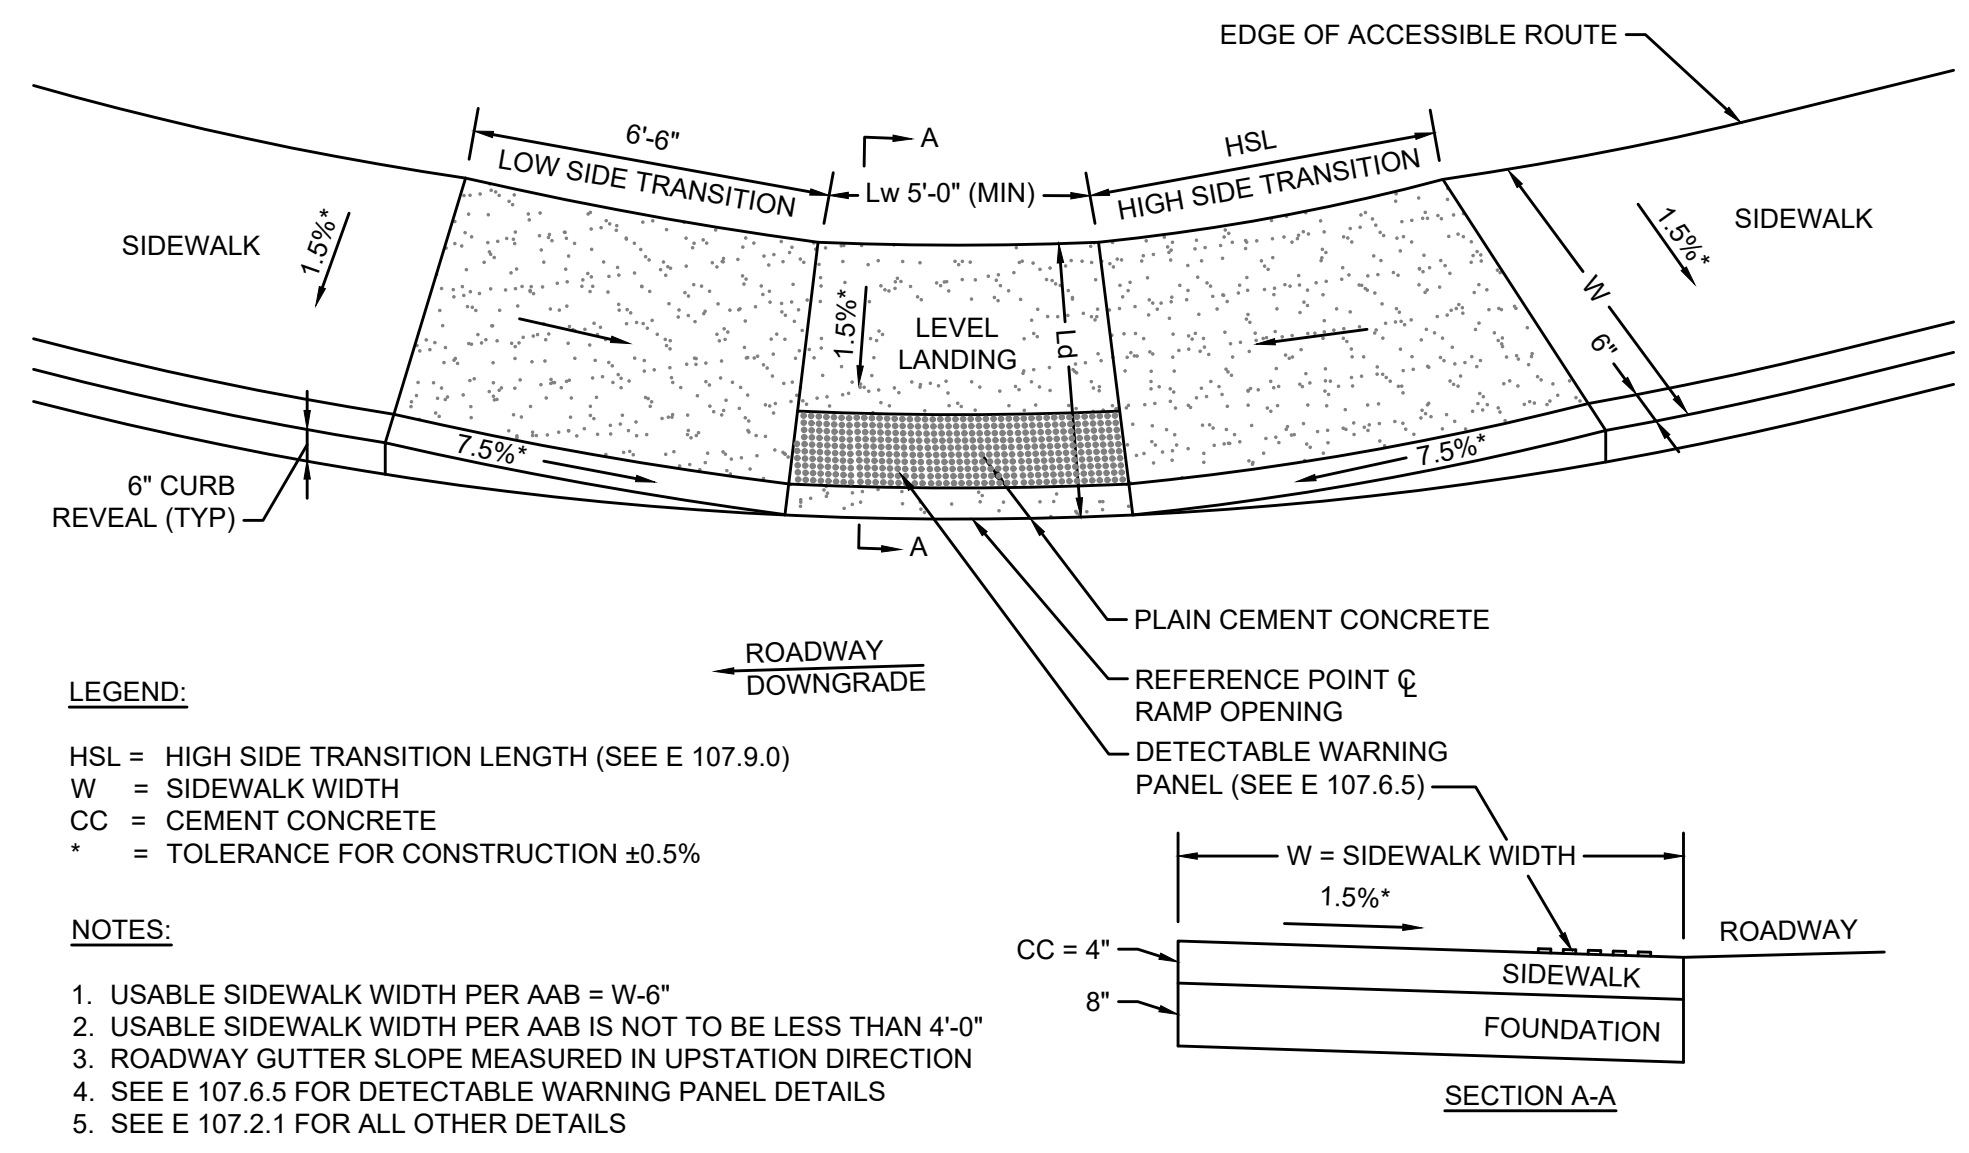 EDGE OF ACCESSIBLE ROUTE
6'-6"
LOW SIDE TRANSITION
A
Lw 5'-0" (MIN)
HSL
HIGH SIDE TRANSITION
SIDEWALK
1.5%*
1.5%*
SIDEWALK
W
1.5%*
LEVEL
LANDING
Ld
6"
7.5%*
7.5%*
6" CURB
REVEAL (TYP)
A
PLAIN CEMENT CONCRETE
ROADWAY
DOWNGRADE
REFERENCE POINT ℄
RAMP OPENING
DETECTABLE WARNING
PANEL (SEE E 107.6.5)
LEGEND:
HSL = HIGH SIDE TRANSITION LENGTH (SEE E 107.9.0)
W = SIDEWALK WIDTH
CC = CEMENT CONCRETE
* = TOLERANCE FOR CONSTRUCTION ±0.5%
NOTES:
1. USABLE SIDEWALK WIDTH PER AAB = W-6"
2. USABLE SIDEWALK WIDTH PER AAB IS NOT TO BE LESS THAN 4'-0"
3. ROADWAY GUTTER SLOPE MEASURED IN UPSTATION DIRECTION
4. SEE E 107.6.5 FOR DETECTABLE WARNING PANEL DETAILS
5. SEE E 107.2.1 FOR ALL OTHER DETAILS
W = SIDEWALK WIDTH
1.5%*
ROADWAY
CC = 4"
SIDEWALK
8"
FOUNDATION
SECTION A-A